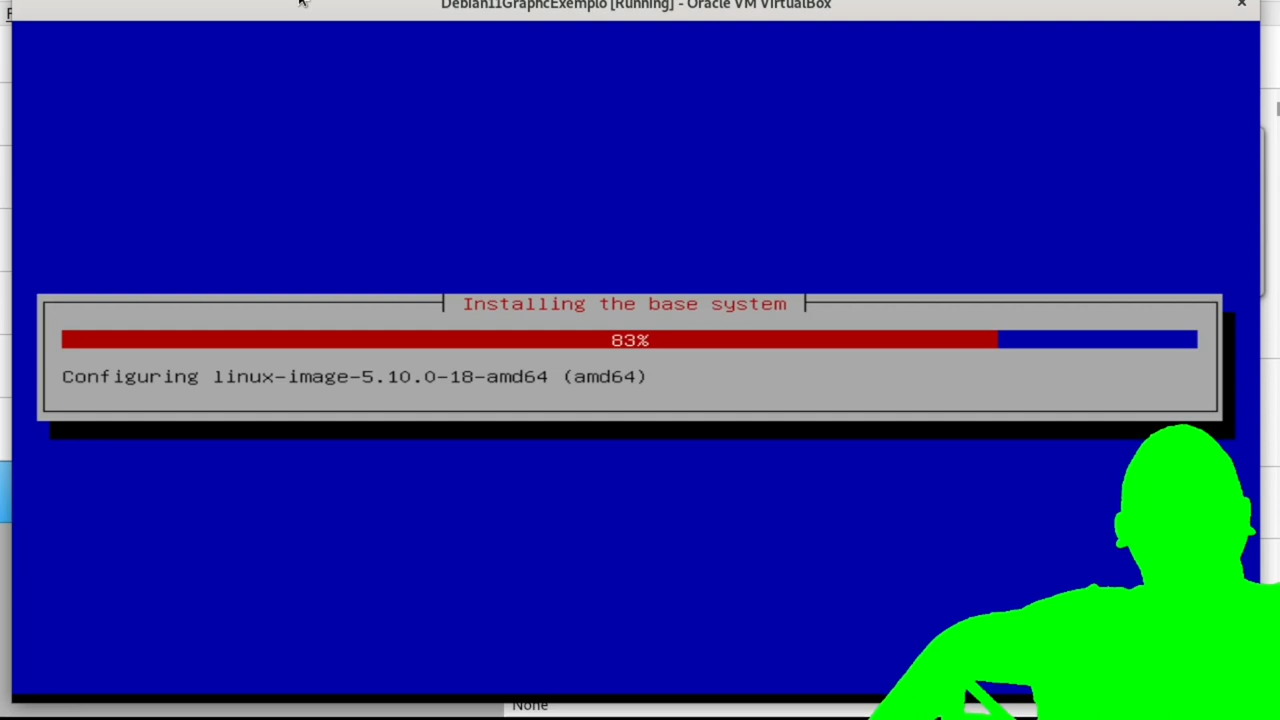 Debian11GraphcExemplo [Running] - Oracle VM VirtualBox
Installing the base system
83%
Configuring linux-image-5.10.0-18-amd64 (amd64)
None